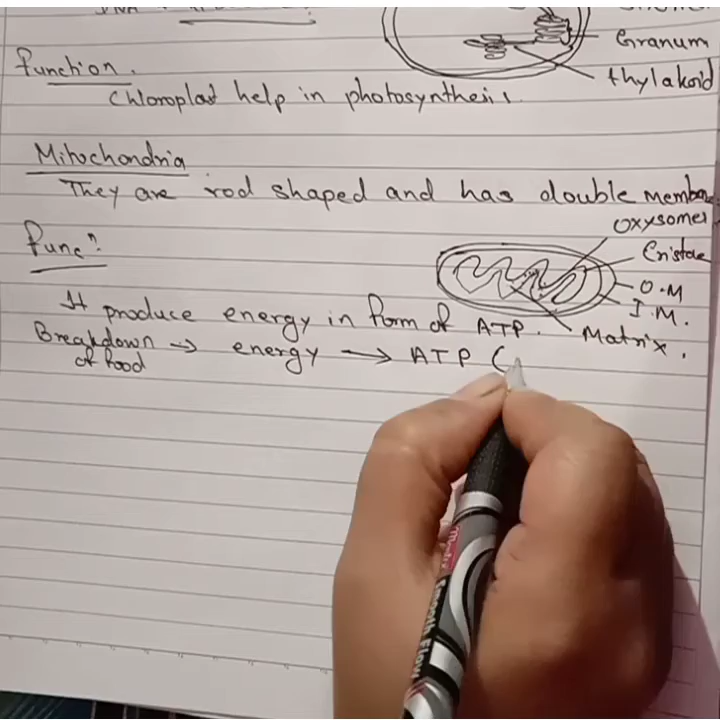 Granum
thylakoid
function.
Chloroplast help in photosynthesis.
Mitochondria
They are rod shaped and has double Membrane
Oxysomes
Cristae
Func?
O.M
I.M.
Matrix.
It produce energy in form of ATP.
Breakdown → energy → ATP (
of food